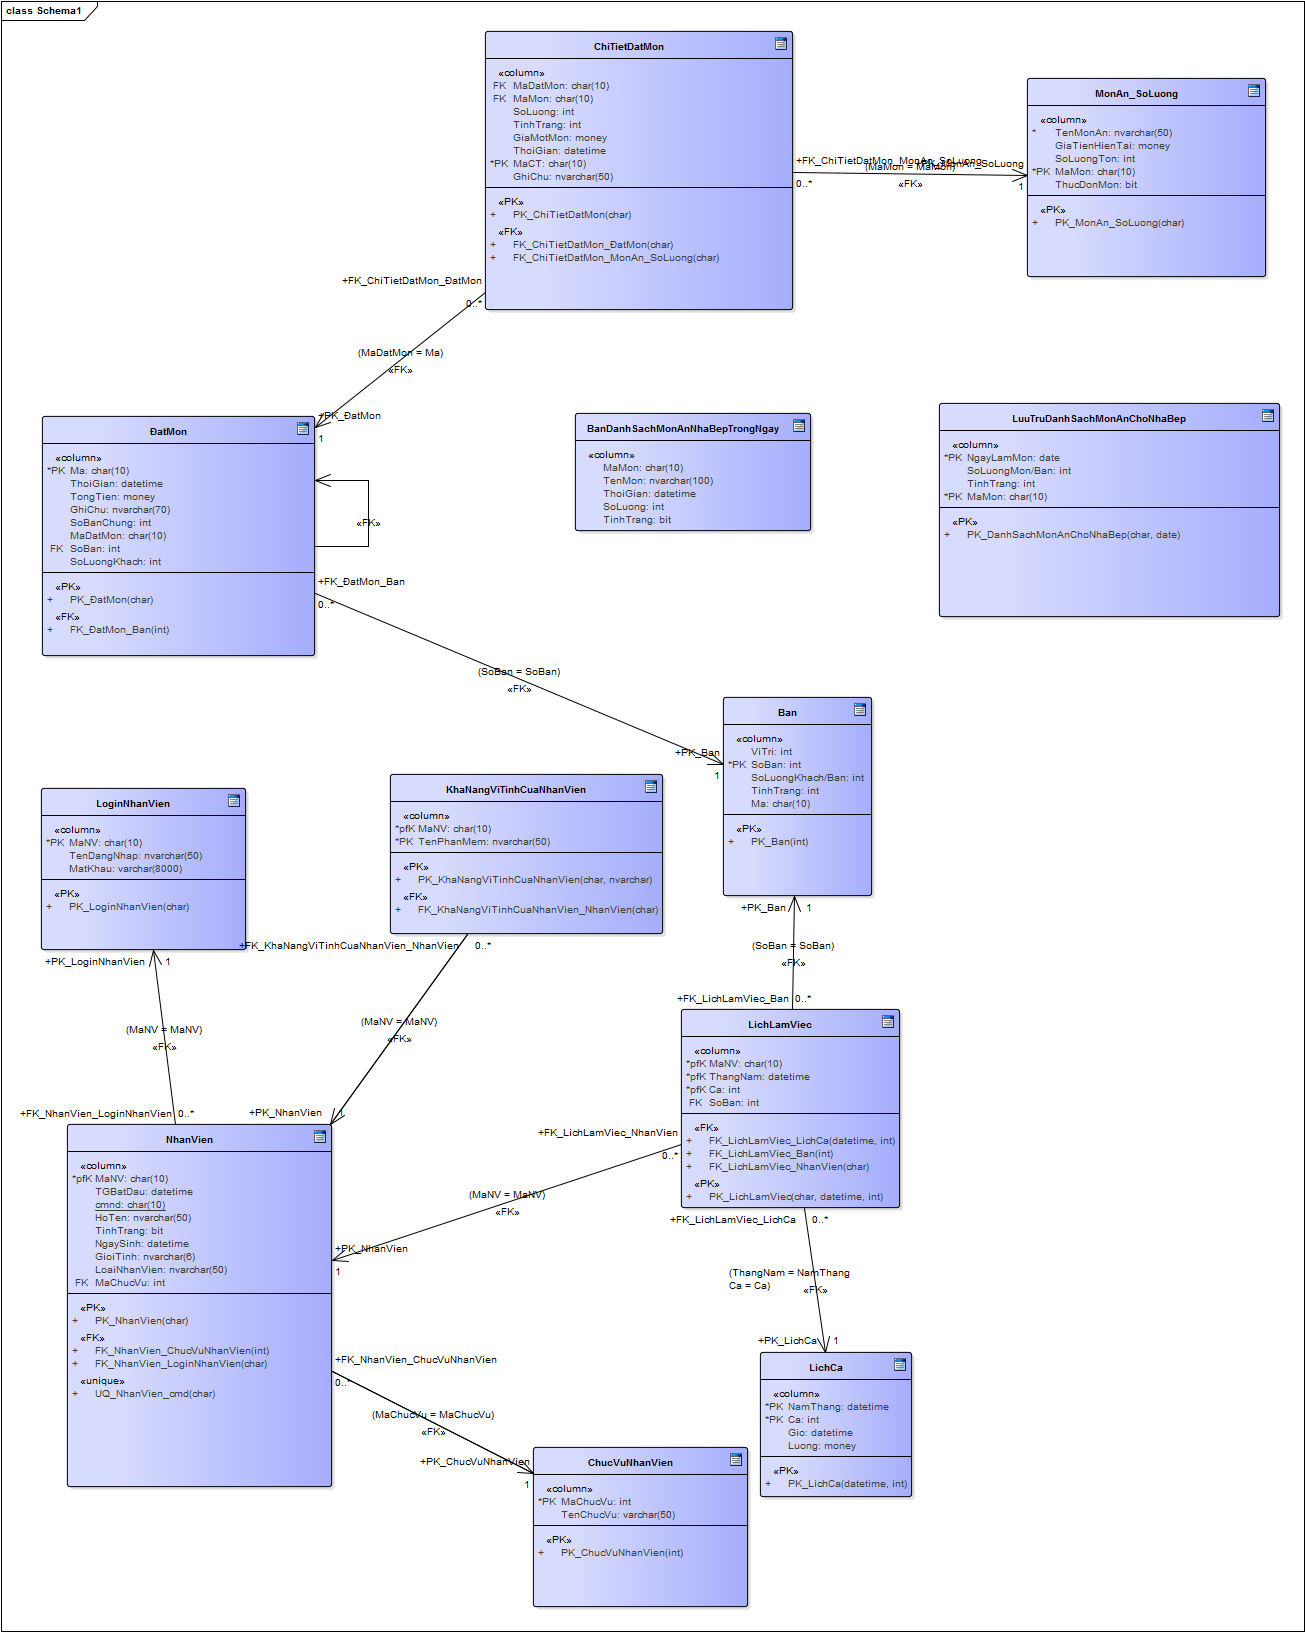 class Schema1
ChiTietDatMon
«column»
FK MaDatMon: char(10)
FK MaMon: char(10)
SoLuong: int
TinhTrang: int
GiaMotMon: money
ThoiGian: datetime
*PK MaCT: char(10)
GhiChu: nvarchar(50)
«PK»
+ PK_ChiTietDatMon(char)
«FK»
+ FK_ChiTietDatMon_ĐatMon(char)
+ FK_ChiTietDatMon_MonAn_SoLuong(char)
MonAn_SoLuong
«column»
* TenMonAn: nvarchar(50)
GiaTienHienTai: money
SoLuongTon: int
*PK MaMon: char(10)
ThucDonMon: bit
«PK»
+ PK_MonAn_SoLuong(char)
+FK_ChiTietDatMon_MonAn_SoLuong
+PK_MonAn_SoLuong
(MaMon = MaMon)
0..*
«FK»
1
+FK_ChiTietDatMon_ĐatMon
0..*
(MaDatMon = Ma)
«FK»
+PK_ĐatMon
1
ĐatMon
«column»
*PK Ma: char(10)
ThoiGian: datetime
TongTien: money
GhiChu: nvarchar(70)
SoBanChung: int
MaDatMon: char(10)
FK SoBan: int
SoLuongKhach: int
«PK»
+ PK_ĐatMon(char)
«FK»
+ FK_ĐatMon_Ban(int)
«FK»
BanDanhSachMonAnNhaBepTrongNgay
«column»
MaMon: char(10)
TenMon: nvarchar(100)
ThoiGian: datetime
SoLuong: int
TinhTrang: bit
LuuTruDanhSachMonAnChoNhaBep
«column»
*PK NgayLamMon: date
SoLuongMon/Ban: int
TinhTrang: int
*PK MaMon: char(10)
«PK»
+ PK_DanhSachMonAnChoNhaBep(char, date)
+FK_ĐatMon_Ban
0..*
(SoBan = SoBan)
«FK»
+PK_Ban
1
Ban
«column»
ViTri: int
*PK SoBan: int
SoLuongKhach/Ban: int
TinhTrang: int
Ma: char(10)
«PK»
+ PK_Ban(int)
LoginNhanVien
«column»
*PK MaNV: char(10)
TenDangNhap: nvarchar(50)
MatKhau: varchar(8000)
«PK»
+ PK_LoginNhanVien(char)
KhaNangViTinhCuaNhanVien
«column»
*pfK MaNV: char(10)
*PK TenPhanMem: nvarchar(50)
«PK»
+ PK_KhaNangViTinhCuaNhanVien(char, nvarchar)
«FK»
+ FK_KhaNangViTinhCuaNhanVien_NhanVien(char)
+PK_Ban
1
(SoBan = SoBan)
«FK»
+FK_LichLamViec_Ban 0..*
+FK_KhaNangViTinhCuaNhanVien_NhanVien 0..*
+PK_LoginNhanVien 1
(MaNV = MaNV)
«FK»
(MaNV = MaNV)
«FK»
+FK_NhanVien_LoginNhanVien 0..*
+PK_NhanVien 1
LichLamViec
«column»
*pfK MaNV: char(10)
*pfK ThangNam: datetime
*pfK Ca: int
FK SoBan: int
«FK»
+ FK_LichLamViec_LichCa(datetime, int)
+ FK_LichLamViec_Ban(int)
+ FK_LichLamViec_NhanVien(char)
«PK»
+ PK_LichLamViec(char, datetime, int)
+FK_LichLamViec_NhanVien
0..*
(MaNV = MaNV)
«FK»
+PK_NhanVien
1
NhanVien
«column»
*pfK MaNV: char(10)
TGBatDau: datetime
cmnd: char(10)
HoTen: nvarchar(50)
TinhTrang: bit
NgaySinh: datetime
GioiTinh: nvarchar(6)
LoaiNhanVien: nvarchar(50)
FK MaChucVu: int
«PK»
+ PK_NhanVien(char)
«FK»
+ FK_NhanVien_ChucVuNhanVien(int)
+ FK_NhanVien_LoginNhanVien(char)
«unique»
+ UQ_NhanVien_cmd(char)
+FK_LichLamViec_LichCa 0..*
(ThangNam = NamThang
Ca = Ca)
«FK»
+PK_LichCa 1
LichCa
«column»
*PK NamThang: datetime
*PK Ca: int
Gio: datetime
Luong: money
«PK»
+ PK_LichCa(datetime, int)
+FK_NhanVien_ChucVuNhanVien
0..*
(MaChucVu = MaChucVu)
«FK»
+PK_ChucVuNhanVien
1
ChucVuNhanVien
«column»
*PK MaChucVu: int
TenChucVu: varchar(50)
«PK»
+ PK_ChucVuNhanVien(int)